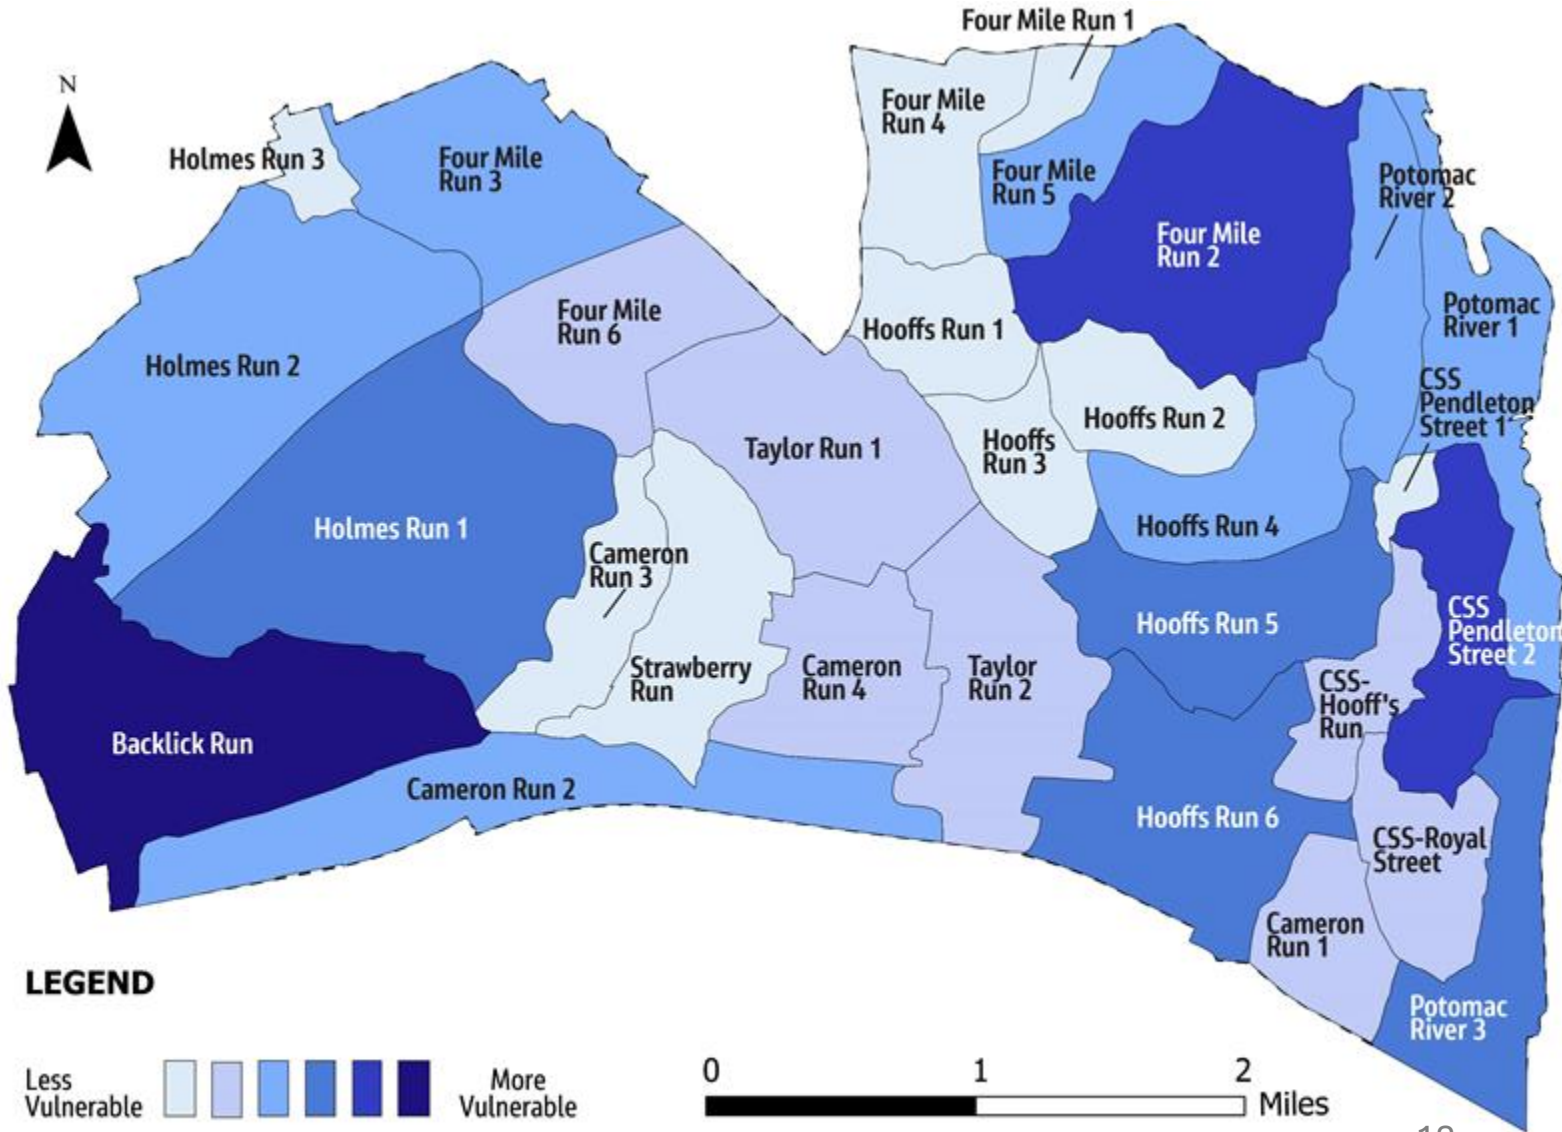 Four Mile Run 1
N
Four Mile
Run 4
Holmes Run 3
Four Mile
Run 3
Four Mile
Run 5
Potomac
River 2
Four Mile
Run 2
Four Mile
Run 6
Hooffs Run 1
Potomac
River 1
Holmes Run 2
CSS
Pendleton
Street 1
Hooffs Run 2
Taylor Run 1
Hooffs
Run 3
Holmes Run 1
Hooffs Run 4
Cameron
Run 3
Hooffs Run 5
CSS
Pendleton
Street 2
Strawberry
Run
Cameron
Run 4
Taylor
Run 2
CSS-
Hooff's
Run
Backlick Run
Cameron Run 2
Hooffs Run 6
CSS-Royal
Street
Cameron
Run 1
LEGEND
Potomac
River 3
Less
Vulnerable
More
Vulnerable
0 1 2
Miles